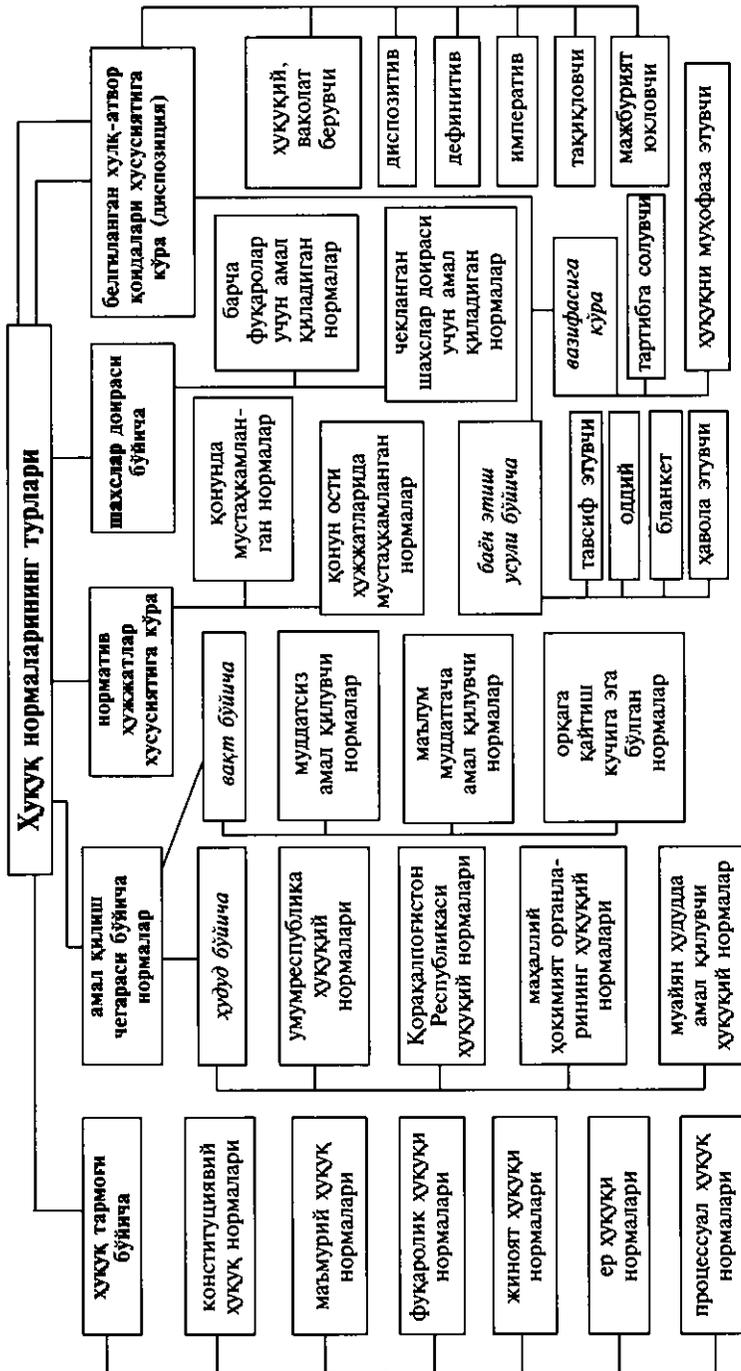 Ҳуқуқ нормаларининг турлари
ҳуқуқ тармоғи
бўйича
конституциявий
ҳуқуқ нормалари
маъмурий ҳуқуқ
нормалари
фуқаролик ҳуқуқи
нормалари
жиноят ҳуқуқи
нормалари
ер ҳуқуқи
нормалари
процессуал ҳуқуқ
нормалари
амал қилиш
чегараси бўйича
нормалар
ҳудуд бўйича
умумреспублика
ҳуқуқий
нормалари
Қорақалпоғистон
Республикаси
ҳуқуқий нормалари
маҳаллий
ҳокимият органла-
рининг ҳуқуқий
нормалари
муайян ҳудудда
амал қилувчи
ҳуқуқий нормалар
вақт бўйича
муддатсиз
амал қилувчи
нормалар
маълум
муддатгача
амал қилувчи
нормалар
орқага
қайтиш
кучига эга
бўлган
нормалар
норматив
ҳужжатлар
хусусиятига кўра
қонунда
мустаҳкамлан-
ган нормалар
қонун ости
ҳужжатларида
мустаҳкамланган
нормалар
шахслар доираси
бўйича
барча
фуқаролар
учун амал
қиладиган
нормалар
чекланган
шахслар доираси
учун амал
қиладиган
нормалар
белгиланган хулқ-атвор
қоидалари хусусиятига
кўра (диспозиция)
ҳуқуқий,
ваколат
берувчи
диспозитив
дефинитив
императив
тақиқловчи
мажбурият
юкловчи
баён этиш
усули бўйича
тавсиф этувчи
оддий
бланкет
ҳавола этувчи
вазифасига
кўра
тартибга солувчи
ҳуқуқни муҳофаза этувчи